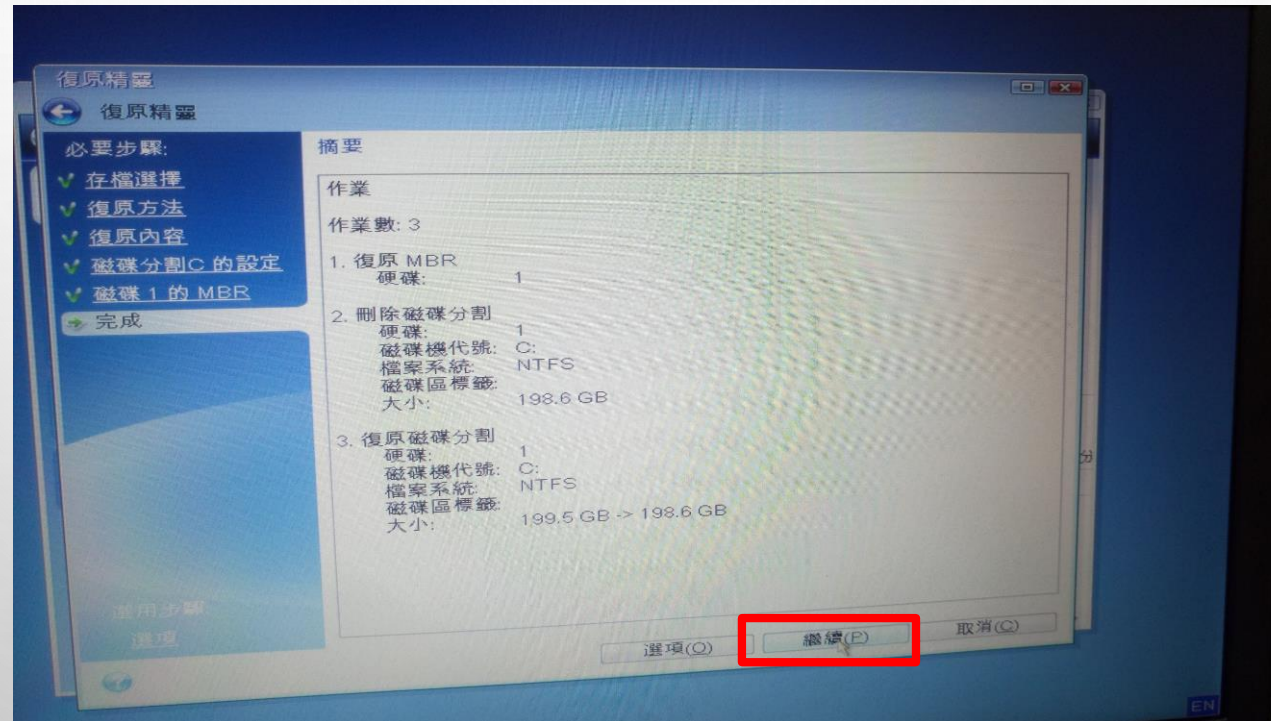 復原精靈
復原精靈
必要步驟:
存檔選擇
復原方法
復原內容
磁碟分割C 的設定
磁碟 1 的 MBR
完成
選用步驟
選項
摘要
作業
作業數: 3
1. 復原 MBR
硬碟: 1
2. 刪除磁碟分割
硬碟: 1
磁碟機代號: C:
檔案系統: NTFS
磁碟區標籤:
大小: 198.6 GB
3. 復原磁碟分割
硬碟: 1
磁碟機代號: C:
檔案系統: NTFS
磁碟區標籤:
大小: 199.5 GB -> 198.6 GB
選項(O) 繼續(P) 取消(C)
EN